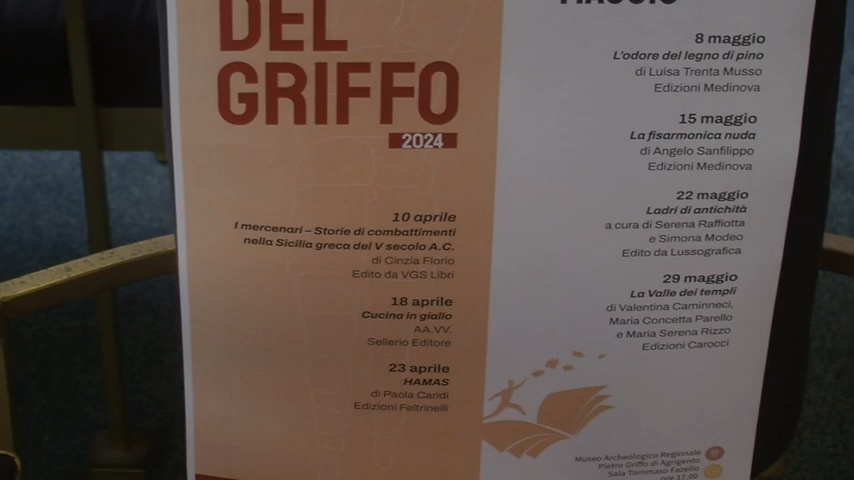 DEL
GRIFFO
2024
10 aprile
I mercenari – Storie di combattimenti
nella Sicilia greca del V secolo A.C.
di Cinzia Florio
Edito da VGS Libri
18 aprile
Cucina in giallo
AA.VV.
Sellerio Editore
23 aprile
HAMAS
di Paola Caridi
Edizioni Feltrinelli
MAGGIO
8 maggio
L'odore del legno di pino
di Luisa Trenta Musso
Edizioni Medinova
15 maggio
La fisarmonica nuda
di Angelo Sanfilippo
Edizioni Medinova
22 maggio
Ladri di antichità
a cura di Serena Raffiotta
e Simona Modeo
Edito da Lussografica
29 maggio
La Valle dei templi
di Valentina Caminneci,
Maria Concetta Parello
e Maria Serena Rizzo
Edizioni Carocci
Museo Archeologico Regionale
Pietro Griffo di Agrigento
Sala Tommaso Fazello
ore 17.00